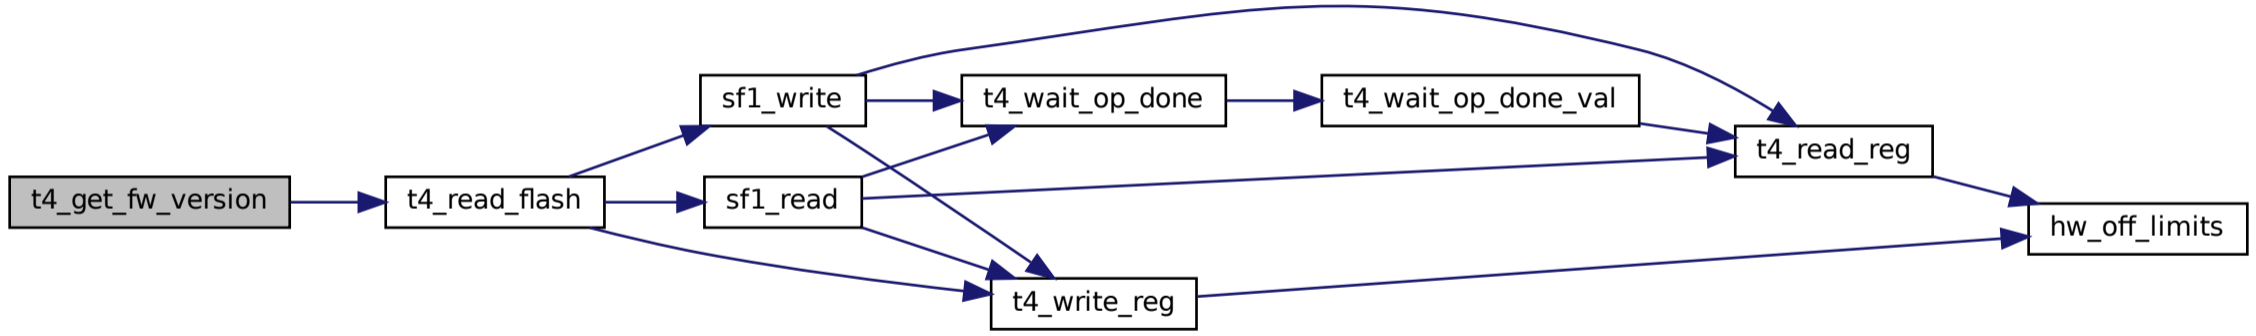 t4_get_fw_version
t4_read_flash
sf1_write
sf1_read
t4_wait_op_done
t4_write_reg
t4_wait_op_done_val
t4_read_reg
hw_off_limits